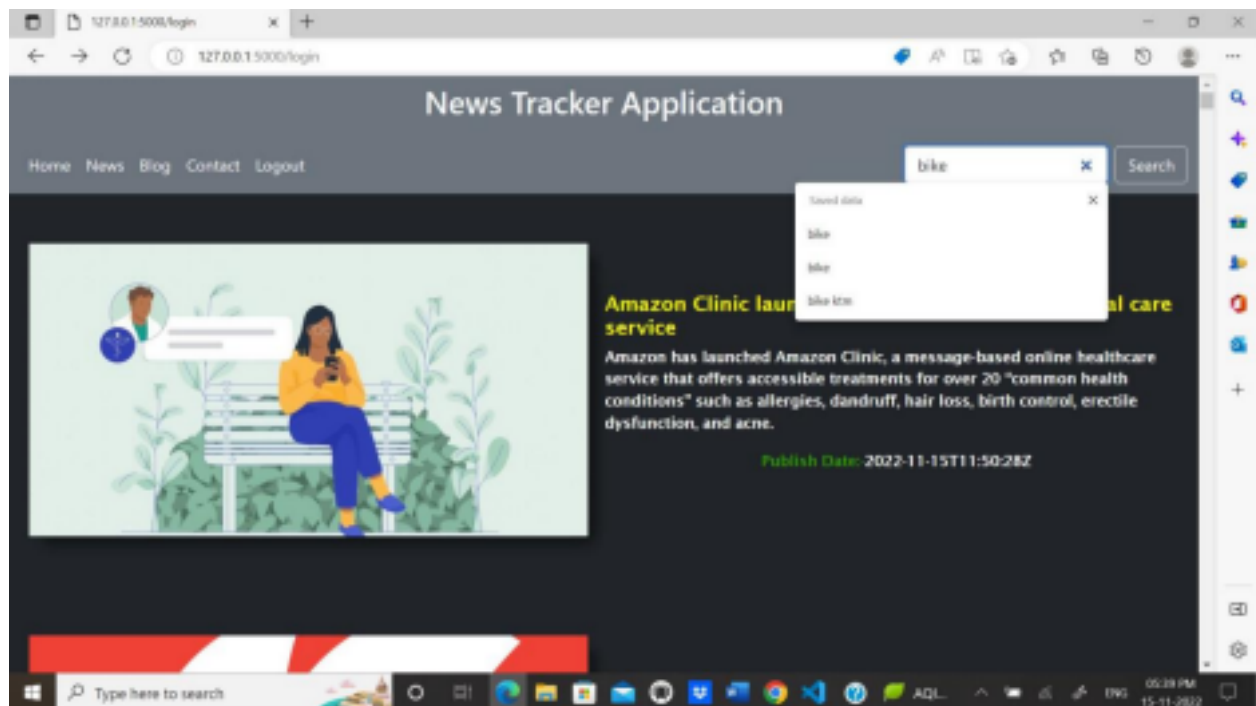 127.0.0.1:5000/login
127.0.0.1:5000/login
News Tracker Application
Home News Blog Contact Logout
bike
Search
Saved data
bike
bike
bike ktm
Amazon Clinic laun al care
service
Amazon has launched Amazon Clinic, a message-based online healthcare
service that offers accessible treatments for over 20 "common health
conditions" such as allergies, dandruff, hair loss, birth control, erectile
dysfunction, and acne.
Publish Date:-2022-11-15T11:50:28Z
Type here to search
AQI...
ENG
05:39 PM
15-11-2022